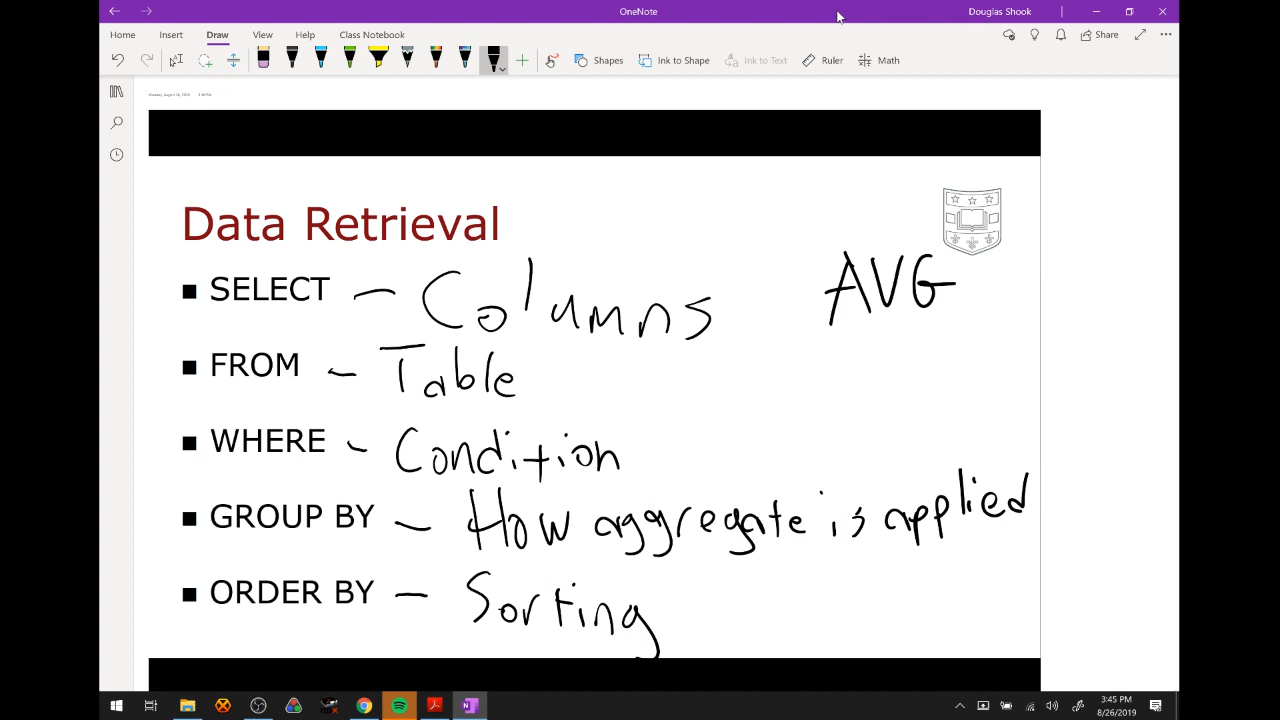 OneNote
Douglas Shook
Home Insert Draw View Help Class Notebook
Share
Shapes Ink to Shape Ink to Text Ruler Math
Data Retrieval
AVG
SELECT - Columns
FROM - Table
WHERE - Condition
GROUP BY - How aggregate is applied
ORDER BY - Sorting
3:45 PM
8/26/2019